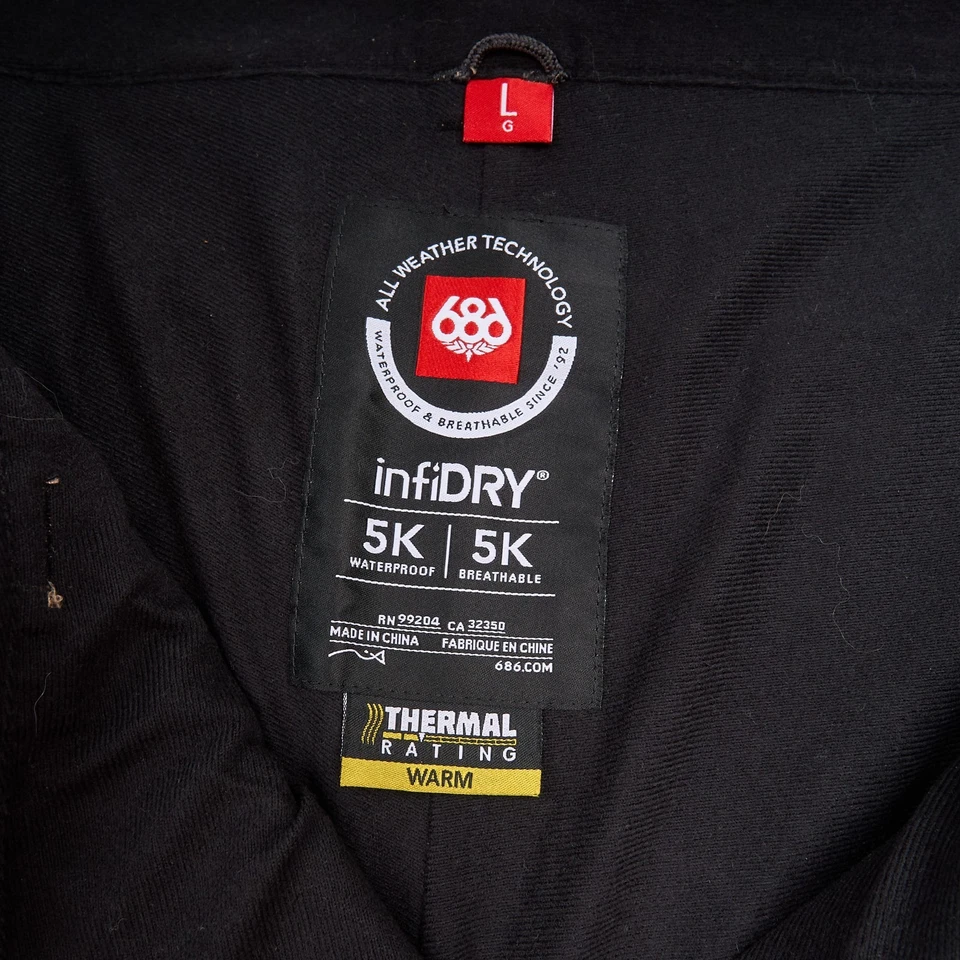 L
G
ALL WEATHER TECHNOLOGY
686
WATERPROOF & BREATHABLE SINCE '92
infiDRY®
5K 5K
WATERPROOF BREATHABLE
RN 99204 CA 32350
MADE IN CHINA FABRIQUE EN CHINE
686.COM
THERMAL
RATING
WARM